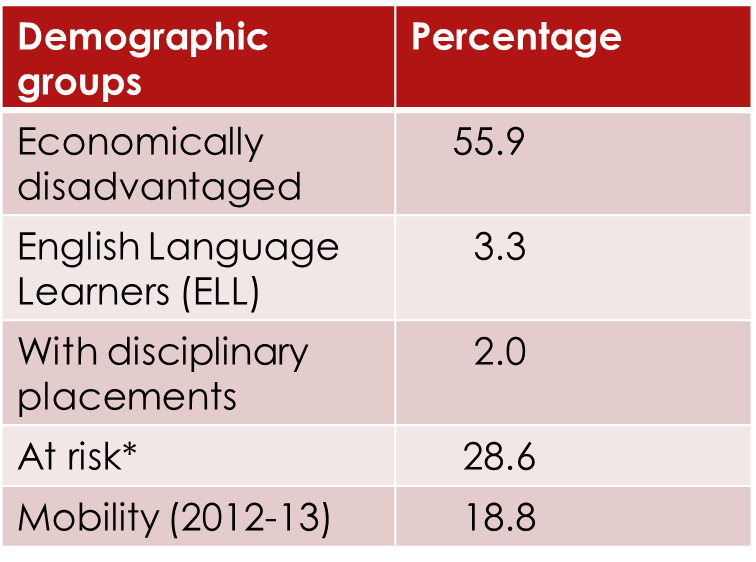 Demographic groups Percentage
Economically disadvantaged 55.9
English Language Learners (ELL) 3.3
With disciplinary placements 2.0
At risk* 28.6
Mobility (2012-13) 18.8